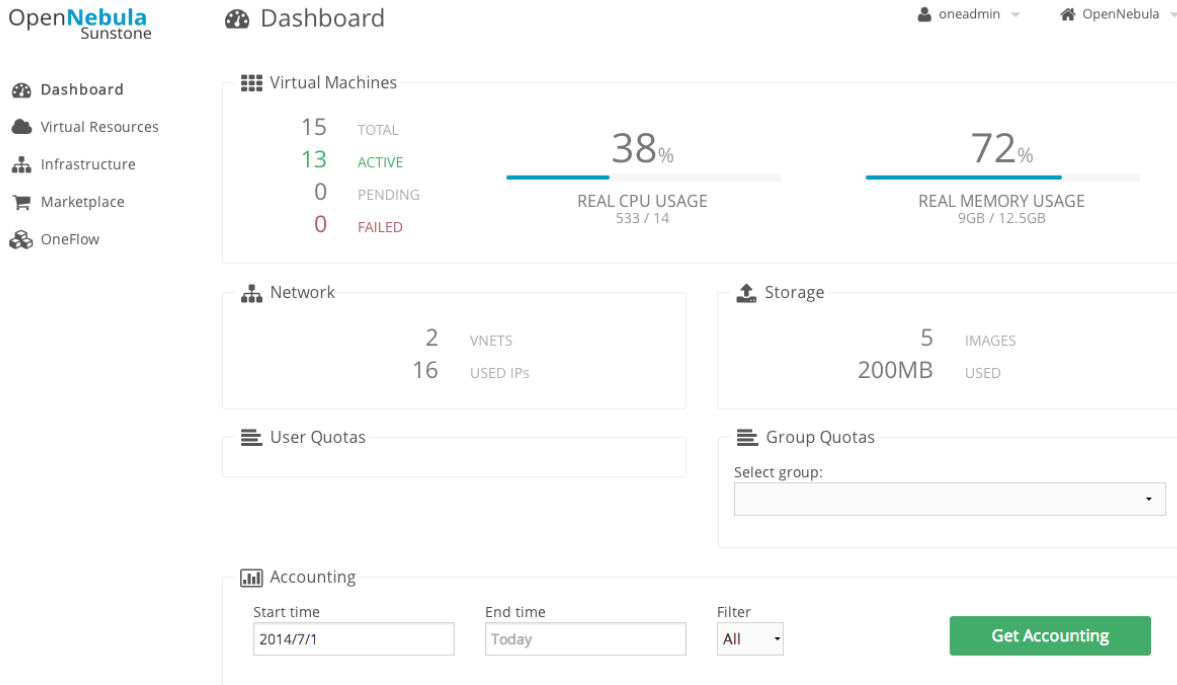 OpenNebula
Sunstone
Dashboard
oneadmin
OpenNebula
Dashboard
Virtual Resources
Infrastructure
Marketplace
OneFlow
Virtual Machines
15 TOTAL
13 ACTIVE
0 PENDING
0 FAILED
38%
REAL CPU USAGE
533 / 14
72%
REAL MEMORY USAGE
9GB / 12.5GB
Network
2 VNETS
16 USED IPs
Storage
5 IMAGES
200MB USED
User Quotas
Group Quotas
Select group:
Accounting
Start time
2014/7/1
End time
Today
Filter
All
Get Accounting